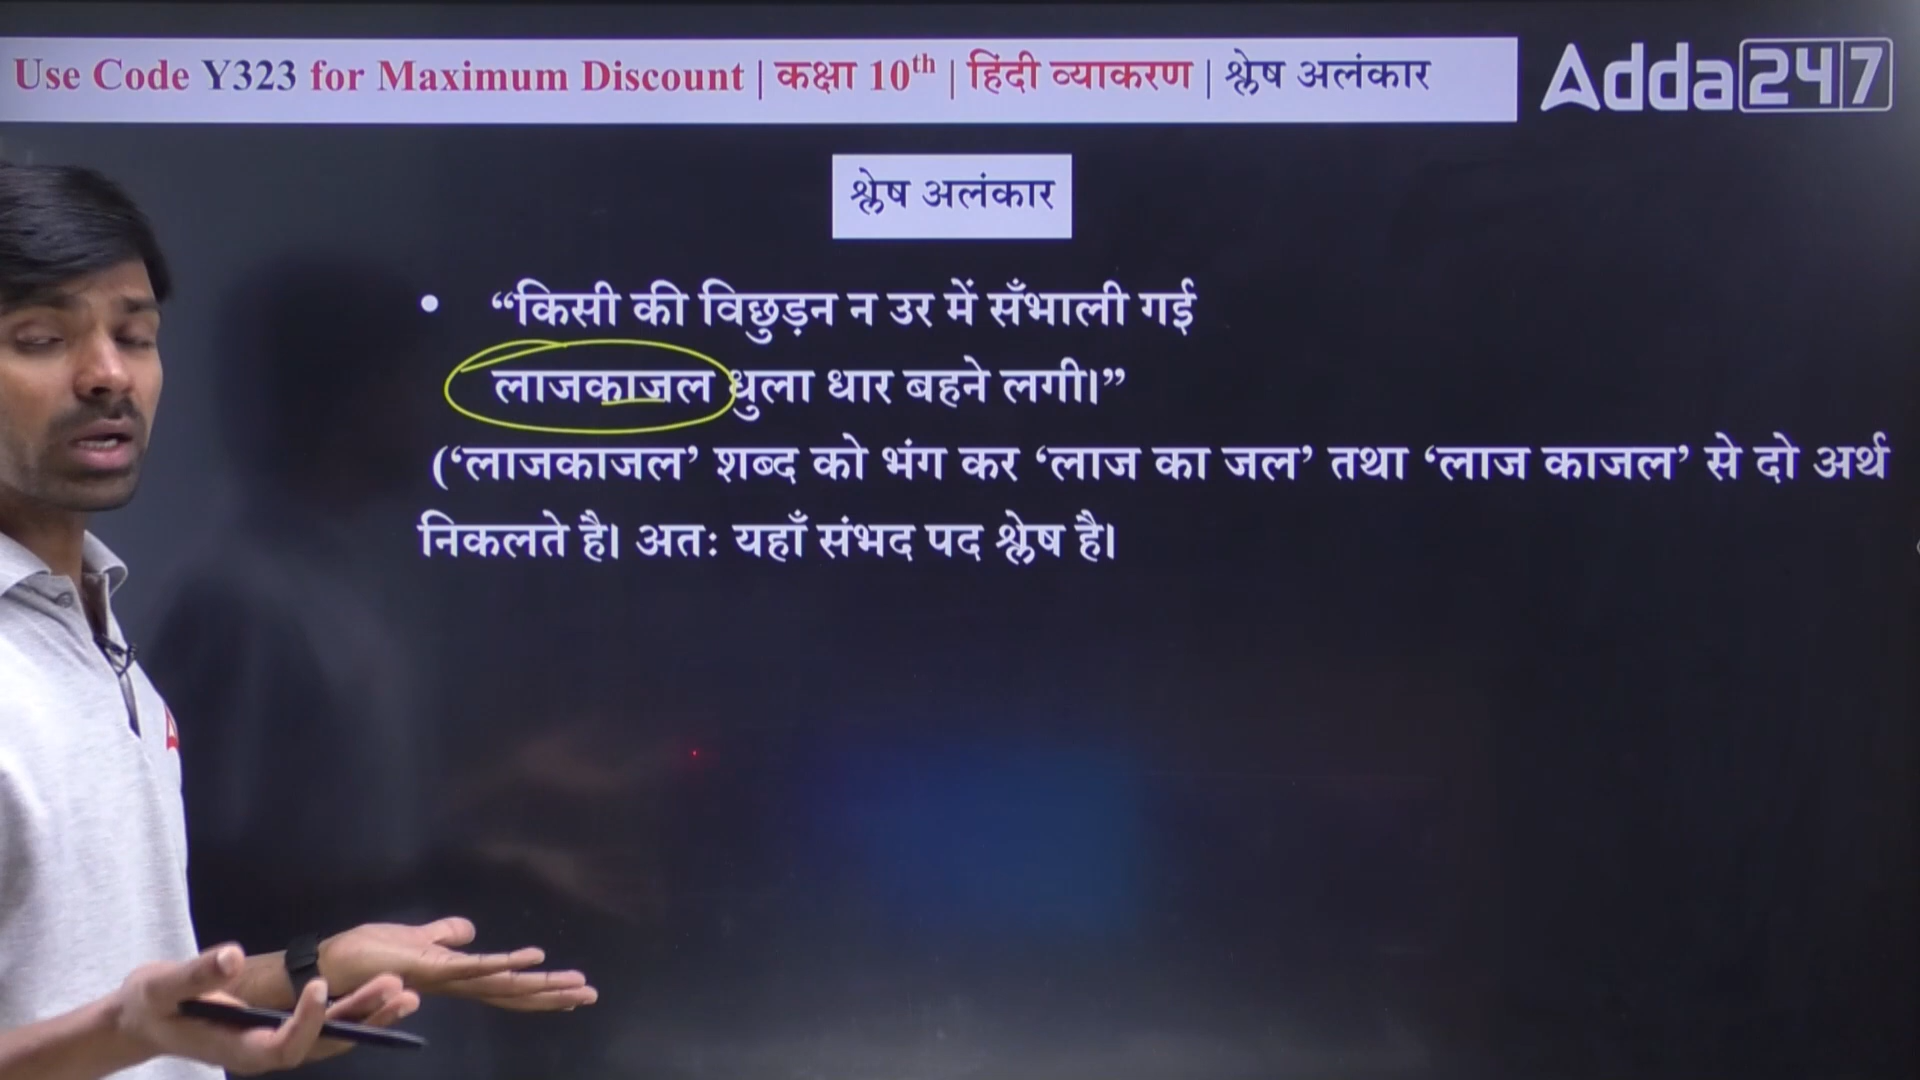 Use Code Y323 for Maximum Discount | कक्षा 10th | हिंदी व्याकरण | श्लेष अलंकार
Adda247
श्लेष अलंकार
• “किसी की विछुड़न न उर में सँभाली गई
लाजकाजल धुला धार बहने लगी।”
(‘लाजकाजल’ शब्द को भंग कर ‘लाज का जल’ तथा ‘लाज काजल’ से दो अर्थ
निकलते है। अतः यहाँ संभद पद श्लेष है।